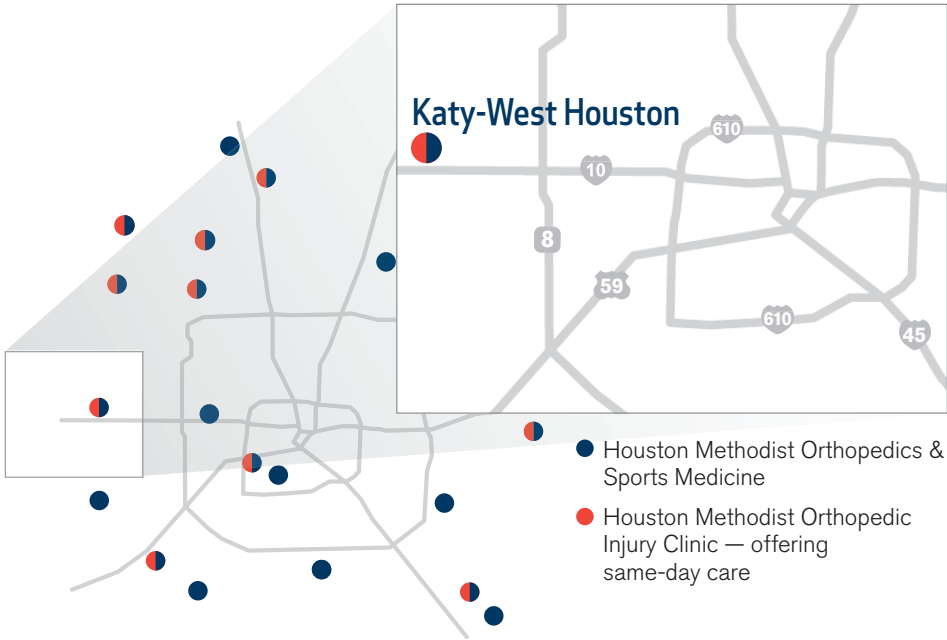 Katy-West Houston
610
10
8
59
610
45
Houston Methodist Orthopedics &
Sports Medicine
Houston Methodist Orthopedic
Injury Clinic — offering
same-day care